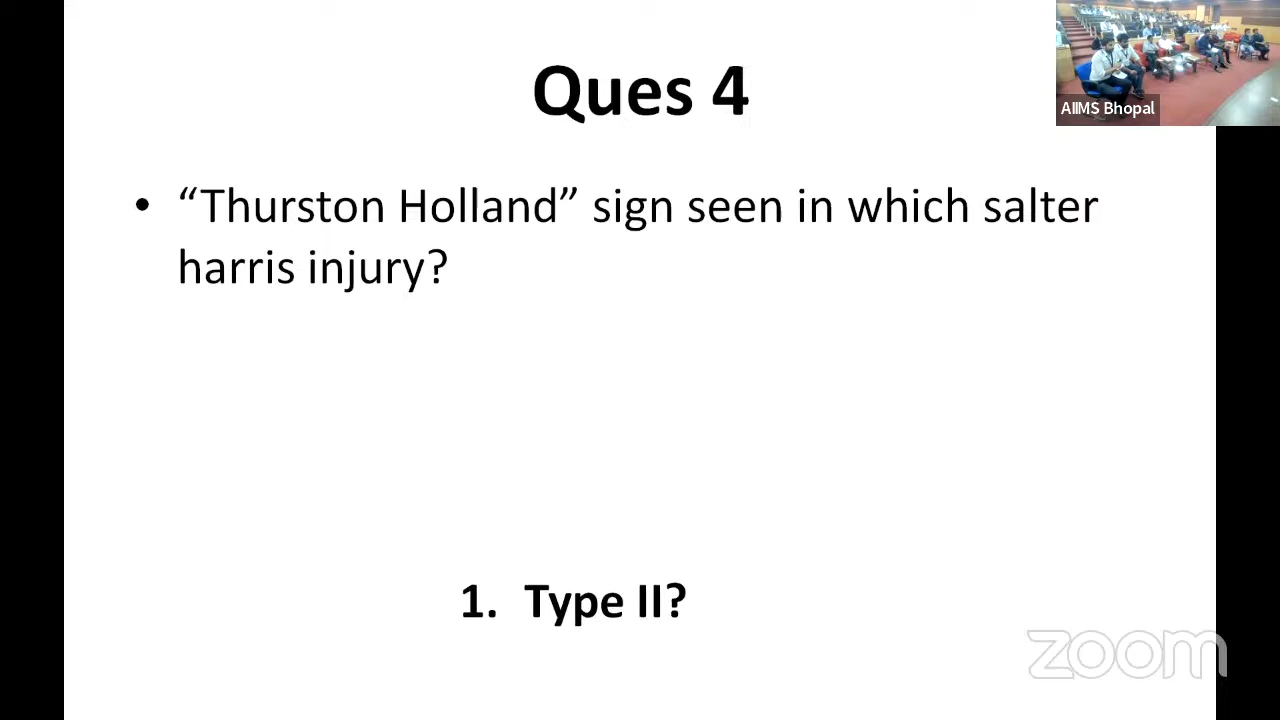 Ques 4
AIIMS Bhopal
• “Thurston Holland” sign seen in which salter
harris injury?
1. Type II?
zoom